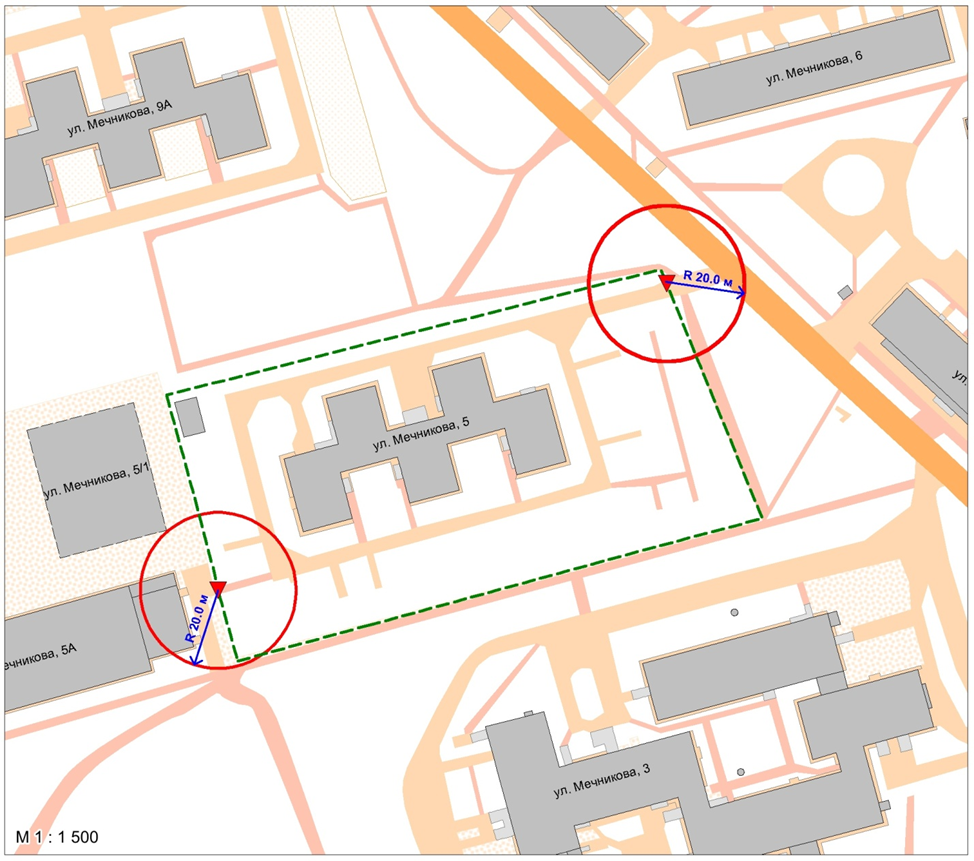 ул. Мечникова, 6
ул. Мечникова, 9А
R 20.0 м
ул.
ул. Мечникова, 5
ул. Мечникова, 5/1
R 20.0 м
ечникова, 5А
ул. Мечникова, 3
М 1 : 1 500